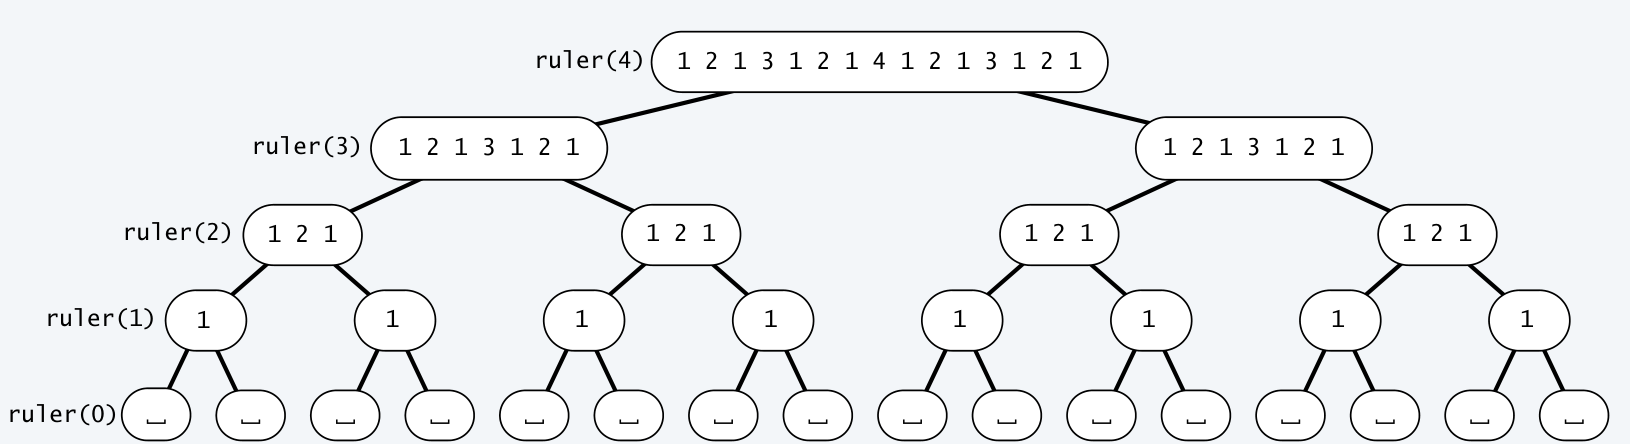 ruler(4) 1 2 1 3 1 2 1 4 1 2 1 3 1 2 1
ruler(3) 1 2 1 3 1 2 1 1 2 1 3 1 2 1
ruler(2) 1 2 1 1 2 1 1 2 1 1 2 1
ruler(1) 1 1 1 1 1 1 1 1
ruler(0) ⎵ ⎵ ⎵ ⎵ ⎵ ⎵ ⎵ ⎵ ⎵ ⎵ ⎵ ⎵ ⎵ ⎵ ⎵ ⎵